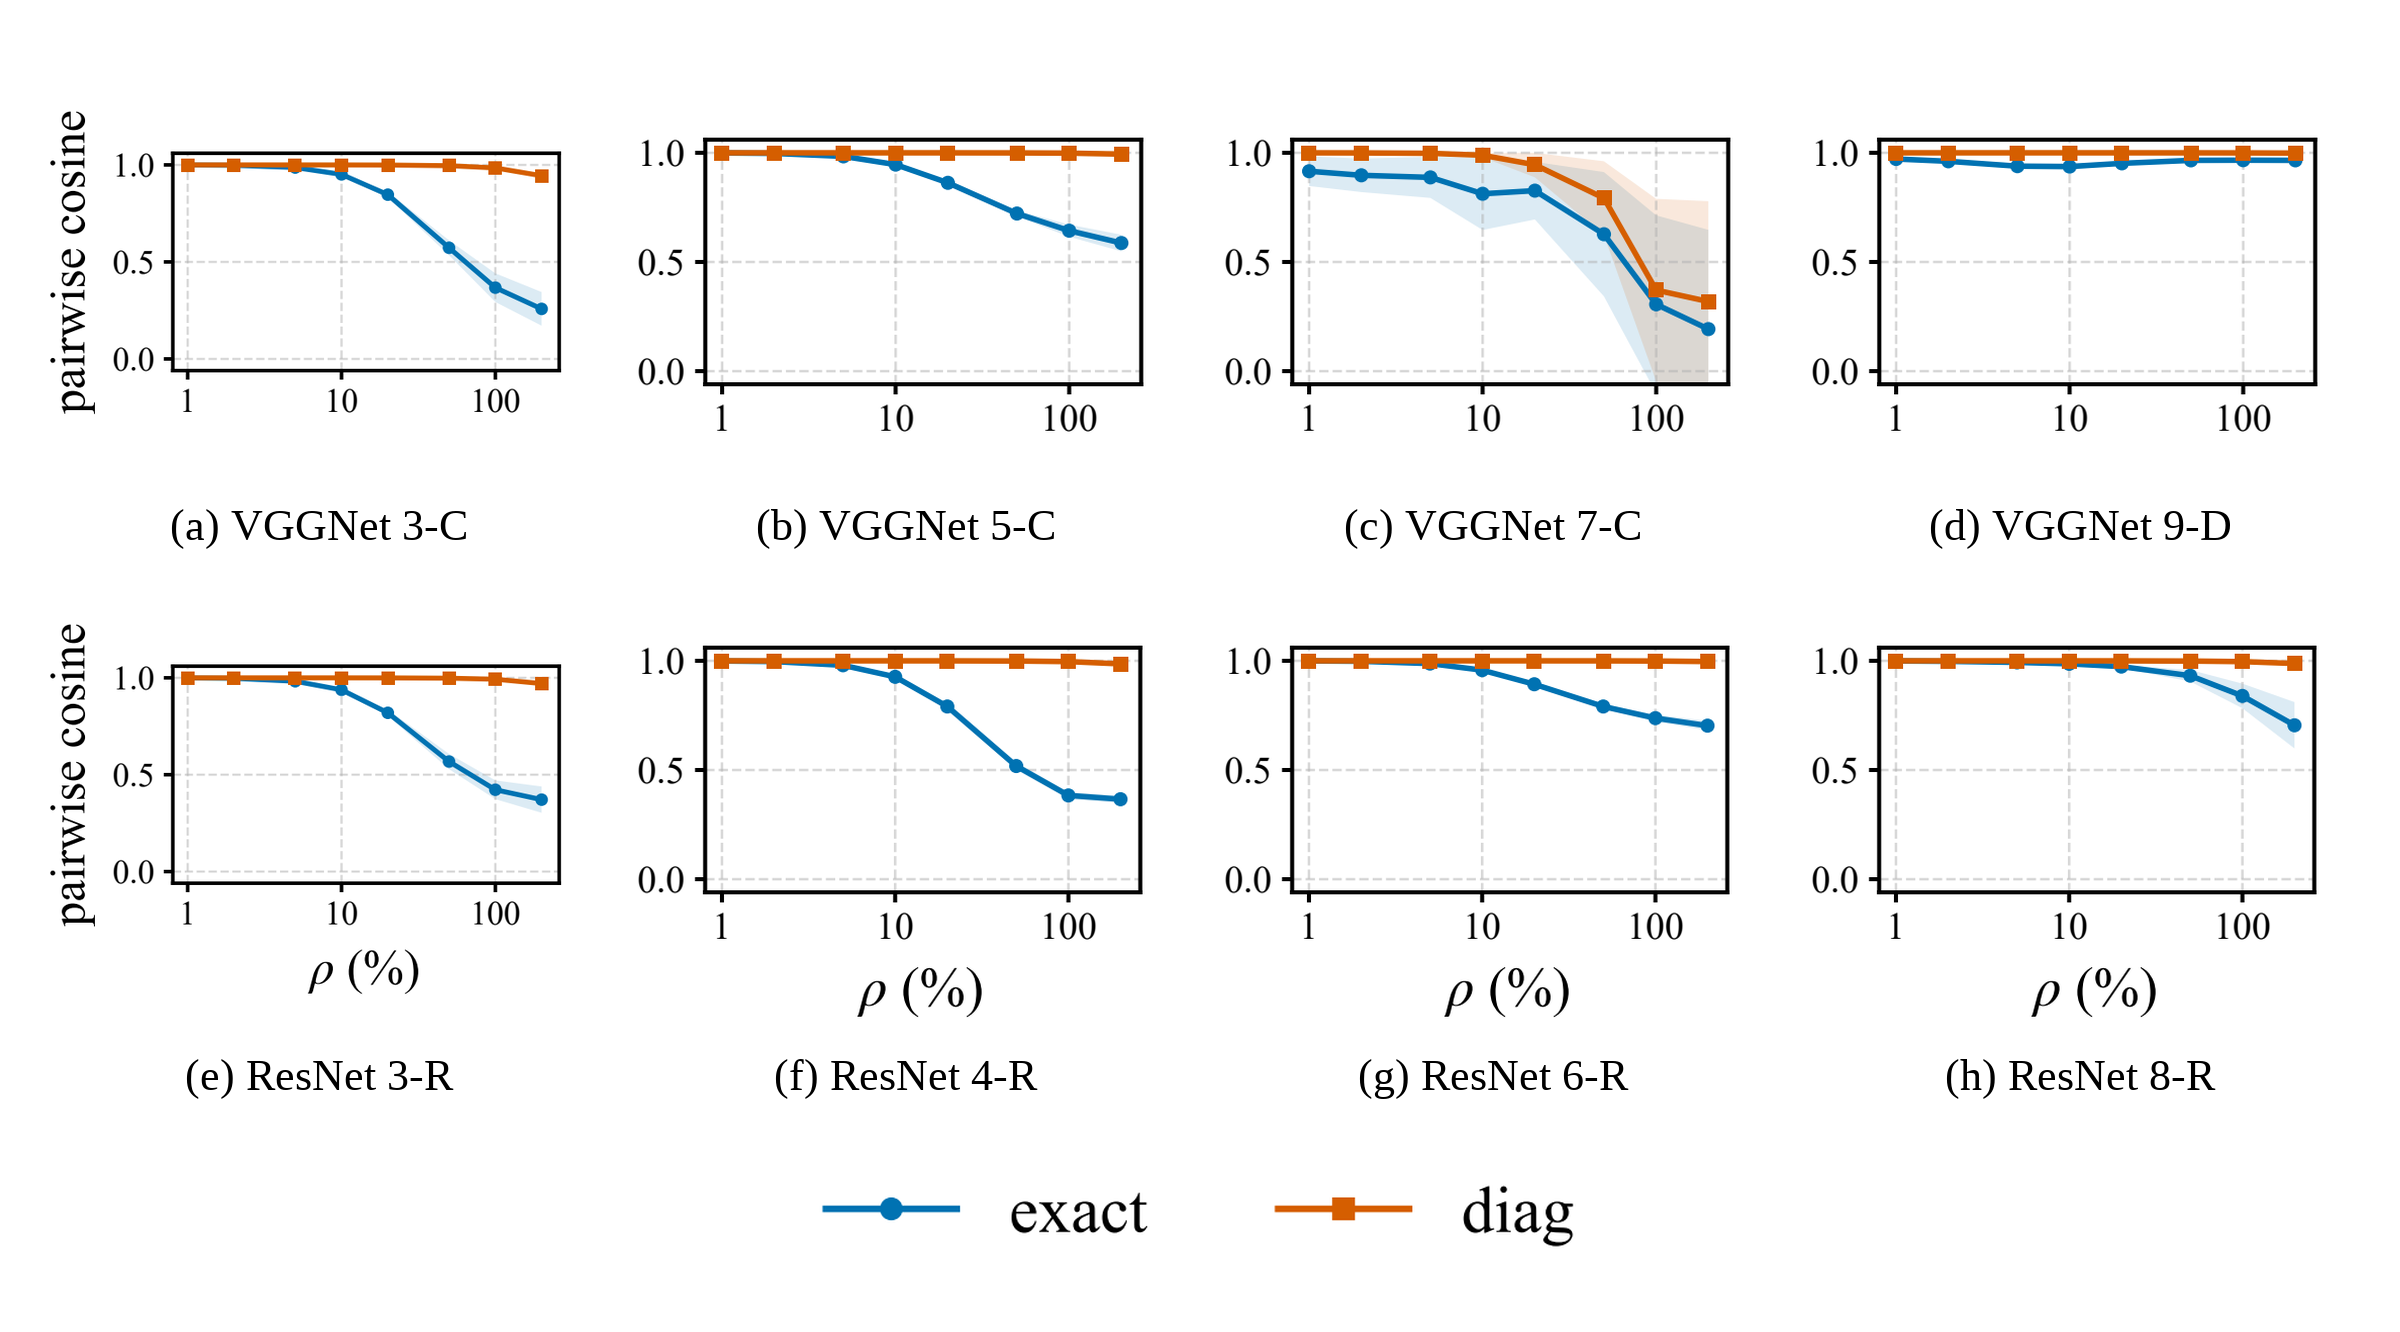 pairwise cosine
1.0
0.5
0.0
1 10 100
(a) VGGNet 3-C
1.0
0.5
0.0
1 10 100
(b) VGGNet 5-C
1.0
0.5
0.0
1 10 100
(c) VGGNet 7-C
1.0
0.5
0.0
1 10 100
(d) VGGNet 9-D
pairwise cosine
1.0
0.5
0.0
1 10 100
ρ (%)
(e) ResNet 3-R
1.0
0.5
0.0
1 10 100
ρ (%)
(f) ResNet 4-R
1.0
0.5
0.0
1 10 100
ρ (%)
(g) ResNet 6-R
1.0
0.5
0.0
1 10 100
ρ (%)
(h) ResNet 8-R
exact diag